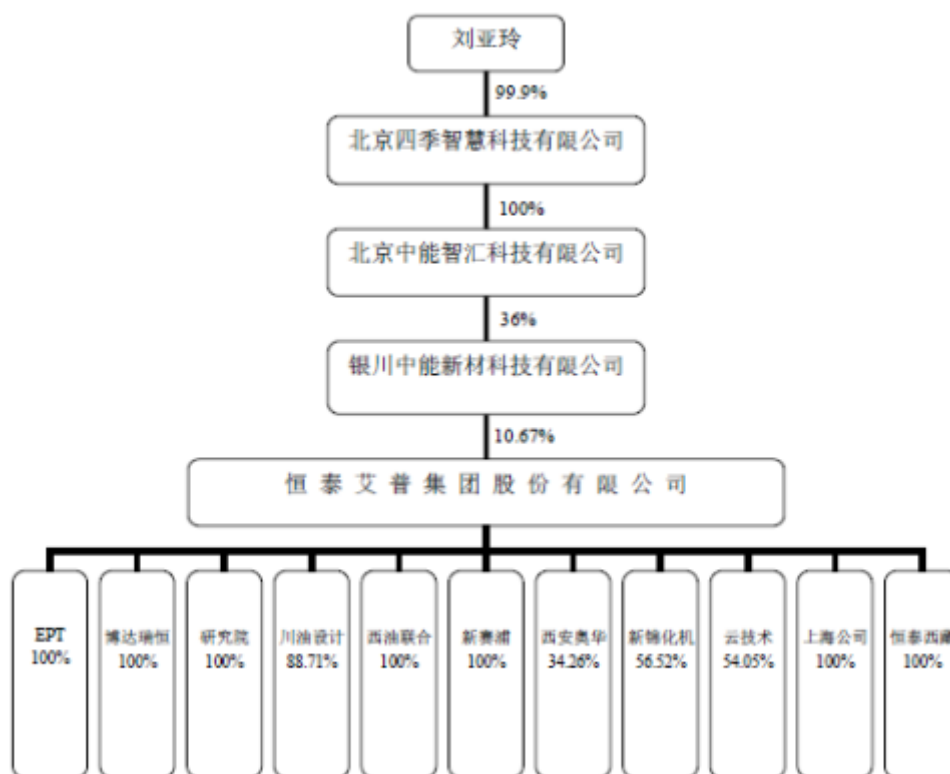 刘亚玲
99.9%
北京四季智慧科技有限公司
100%
北京中能智汇科技有限公司
36%
银川中能新材科技有限公司
10.67%
恒泰艾普集团股份有限公司
EPT
100%
博达瑞恒
100%
研究院
100%
川油设计
88.71%
西油联合
100%
新赛浦
100%
西安奥华
34.26%
新锦化机
56.52%
云技术
54.05%
上海公司
100%
恒泰西藏
100%